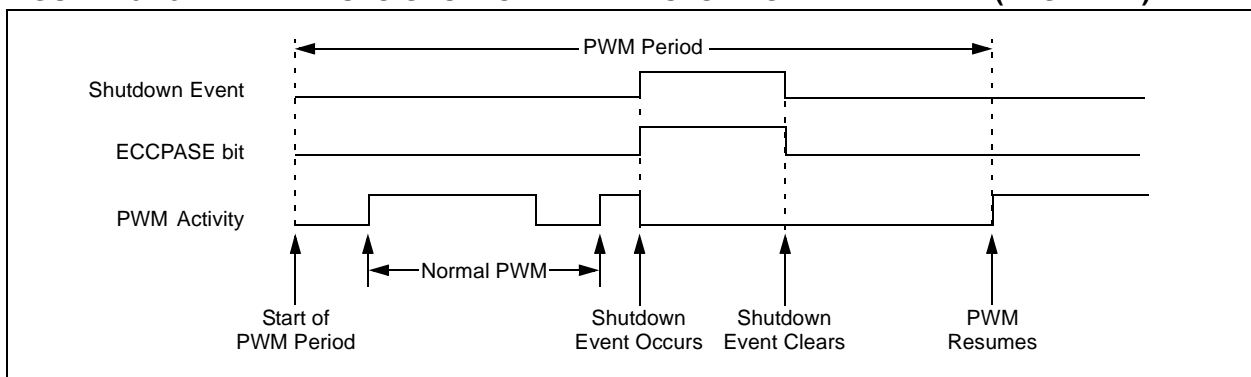 PWM Period
Shutdown Event
ECCPASE bit
PWM Activity
Normal PWM
Start of
PWM Period
Shutdown
Event Occurs
Shutdown
Event Clears
PWM
Resumes